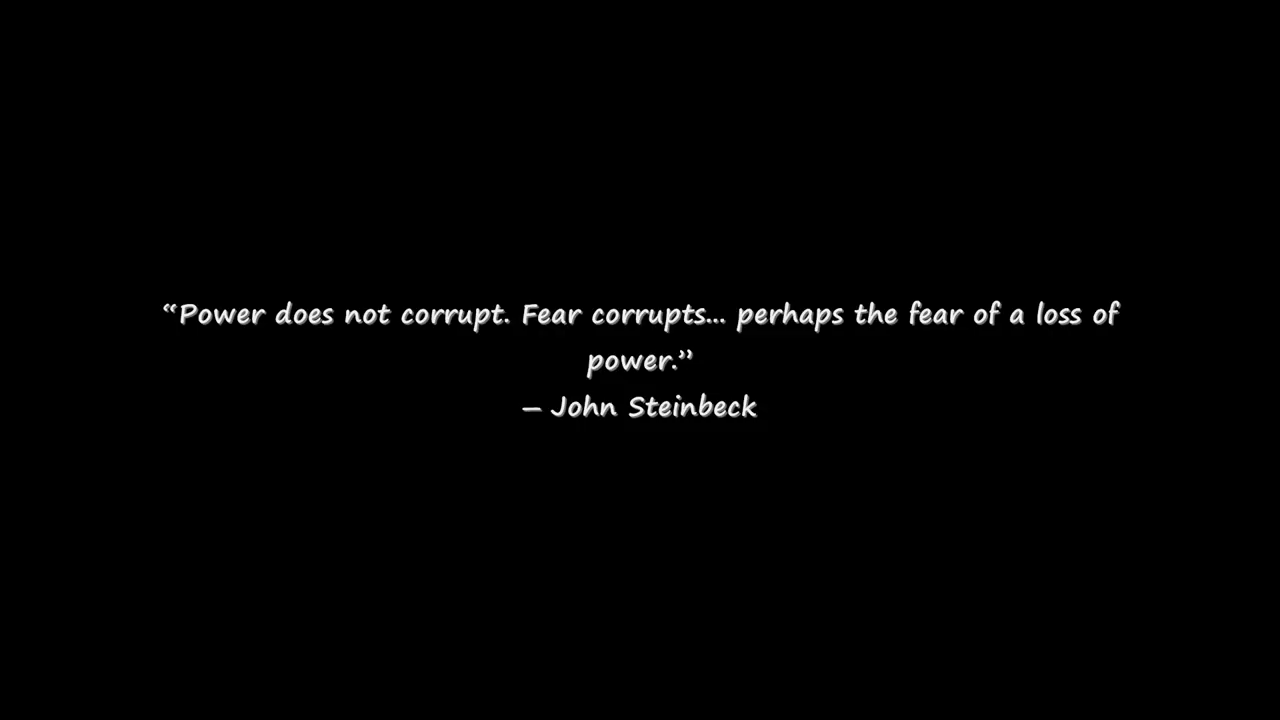 “Power does not corrupt. Fear corrupts... perhaps the fear of a loss of
power.”
— John Steinbeck